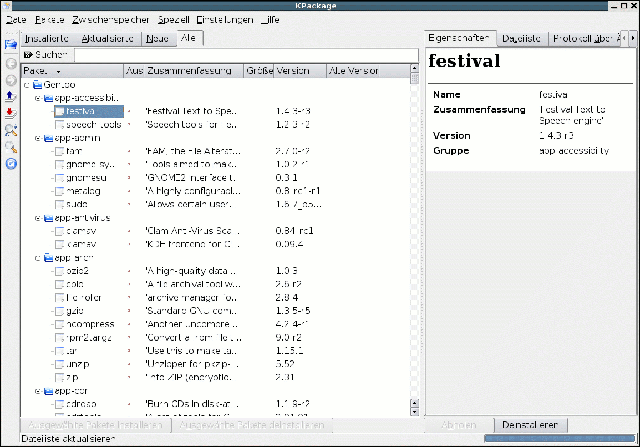 KPackage
Datei Pakete Zwischenspeicher Speziell Einstellungen Hilfe
Installierte Aktualisierte Neue Alle
Suchen
Paket Aus Zusammenfassung Größe Version Alte Version
Gentoo
app-accessibi...
festival 'Festival Text to Spe... 1.4.3-r3
speech-tools 'Speech tools for Fe... 1.2.3-r2
app-admin
fam 'FAM, the File Alterat... 2.7.0-r2
gnome-sy... 'Tools aimed to mak... 1.0.2-r1
gnomesu 'GNOME2 interface t... 0.3.1
metalog 'A highly configurabl... 0.8_rc1-r1
sudo 'Allows certain user... 1.6.7_p5...
app-antivirus
clamav 'Clam Anti-Virus Sca... 0.84_rc1
klamav 'KDE frontend for C... 0.09.4
app-arch
bzip2 'A high-quality data... 1.0.3
cpio 'A file archival tool w... 2.6-r2
file-roller 'archive manager fo... 2.8.4
gzip 'Standard GNU com... 1.3.5-r5
ncompress 'Another uncompre... 4.2.4-r1
rpm2targz 'Convert a .rpm file t... 9.0-r2
tar 'Use this to make ta... 1.15.1
unzip 'Unzipper for pkzip-... 5.52
zip 'Info ZIP (encryptio... 2.31
app-cdr
cdrdao 'Burn CDs in disk-at... 1.1.9-r2
Ausgewählte Pakete installieren Ausgewählte Pakete deinstallieren
Eigenschaften Dateiliste Protokoll über Ä
festival
Name festival
Zusammenfassung 'Festival Text to
Speech engine'
Version 1.4.3-r3
Gruppe app-accessibility
Abholen Deinstallieren
Dateiliste aktualisieren